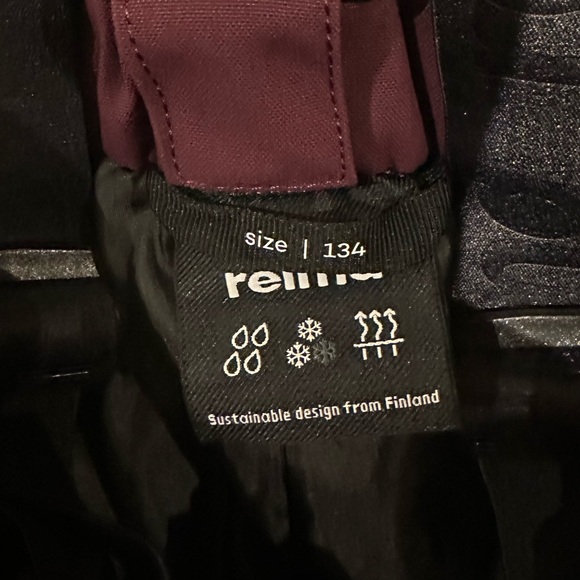 size | 134
reima
Sustainable design from Finland